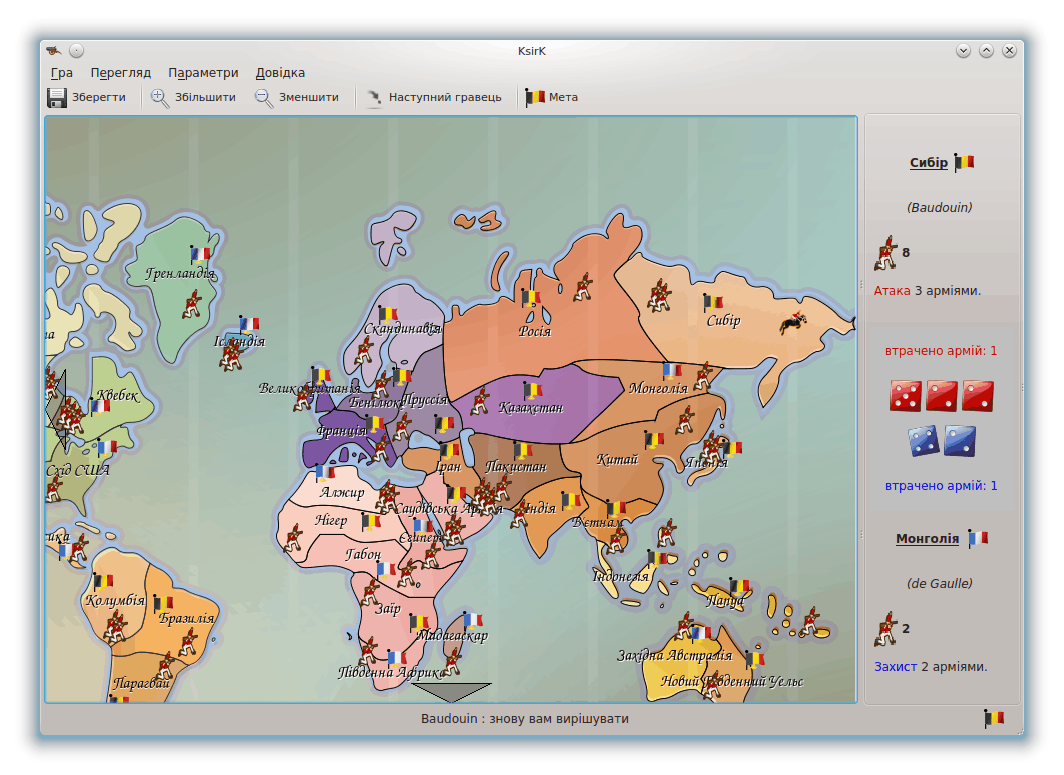 KsirK
Гра Перегляд Параметри Довідка
Зберегти Збільшити Зменшити Наступний гравець Мета
Гренландія
Ісландія
Квебек
Схід США
Колумбія
Бразилія
Парагвай
Скандинавія
Великобританія
Бенілюкс
Пруссія
Франція
Росія
Сибір
Монголія
Казахстан
Китай
Японія
Іран
Пакистан
Індія
Вєтнам
Алжир
Саудівська Аравія
Нігер
Єгипет
Габон
Заїр
Мадагаскар
Південна Африка
Індонезія
Папуа
Західна Австралія
Новий Південний Уельс
Сибір
(Baudouin)
8
Атака 3 арміями.
втрачено армій: 1
втрачено армій: 1
Монголія
(de Gaulle)
2
Захист 2 арміями.
Baudouin : знову вам вирішувати